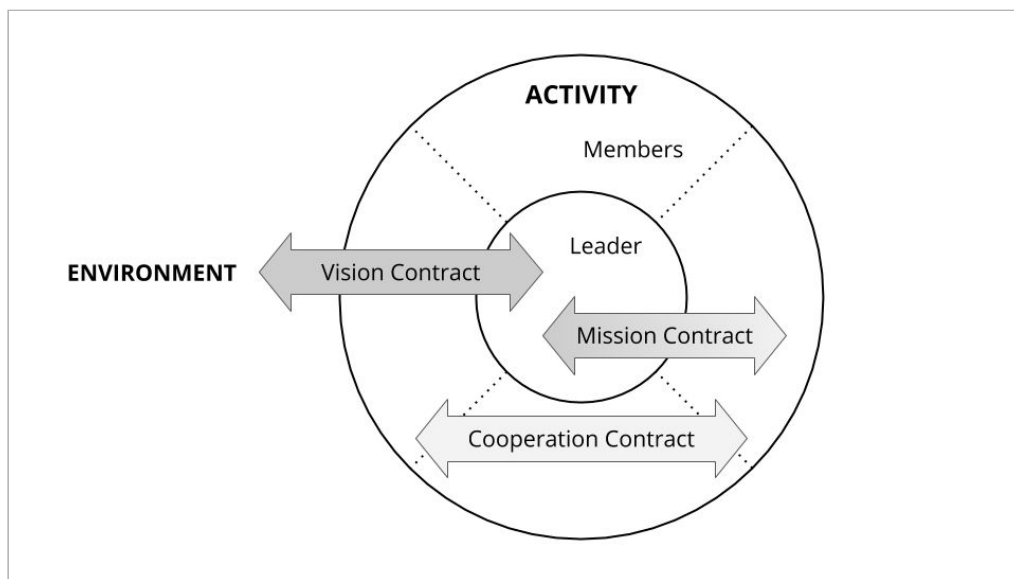 ACTIVITY
Members
Leader
ENVIRONMENT
Vision Contract
Mission Contract
Cooperation Contract